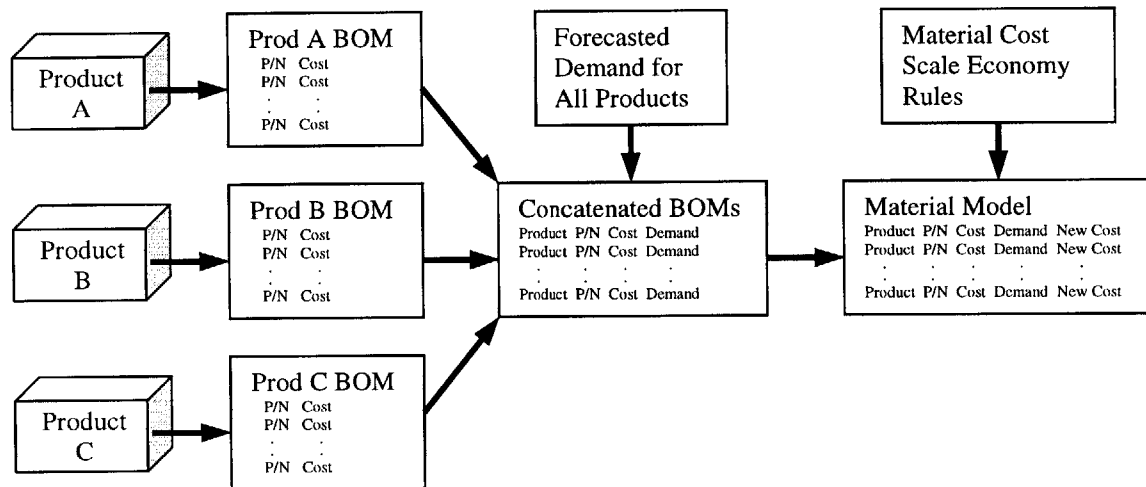 Product
A
Prod A BOM
P/N Cost
P/N Cost
. .
. .
P/N Cost
Forecasted
Demand for
All Products
Material Cost
Scale Economy
Rules
Product
B
Prod B BOM
P/N Cost
P/N Cost
. .
. .
P/N Cost
Concatenated BOMs
Product P/N Cost Demand
Product P/N Cost Demand
. . . .
. . . .
Product P/N Cost Demand
Material Model
Product P/N Cost Demand New Cost
Product P/N Cost Demand New Cost
. . . . .
. . . . .
Product P/N Cost Demand New Cost
Product
C
Prod C BOM
P/N Cost
P/N Cost
. .
. .
P/N Cost